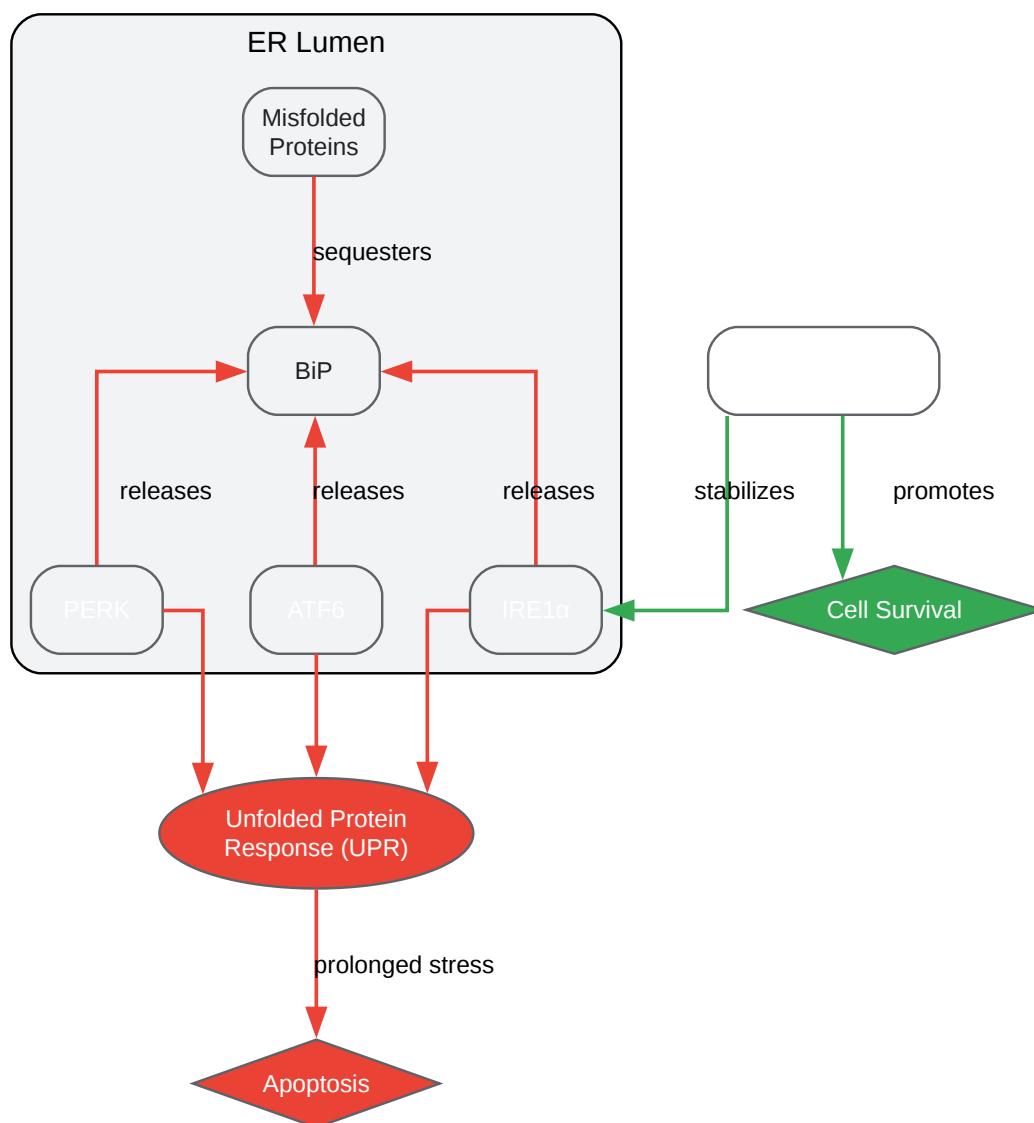 ER Lumen
Misfolded
Proteins
sequesters
BiP
releases
releases
releases
stabilizes
promotes
PERK
ATF6
IRE1α
Cell Survival
Unfolded Protein
Response (UPR)
prolonged stress
Apoptosis